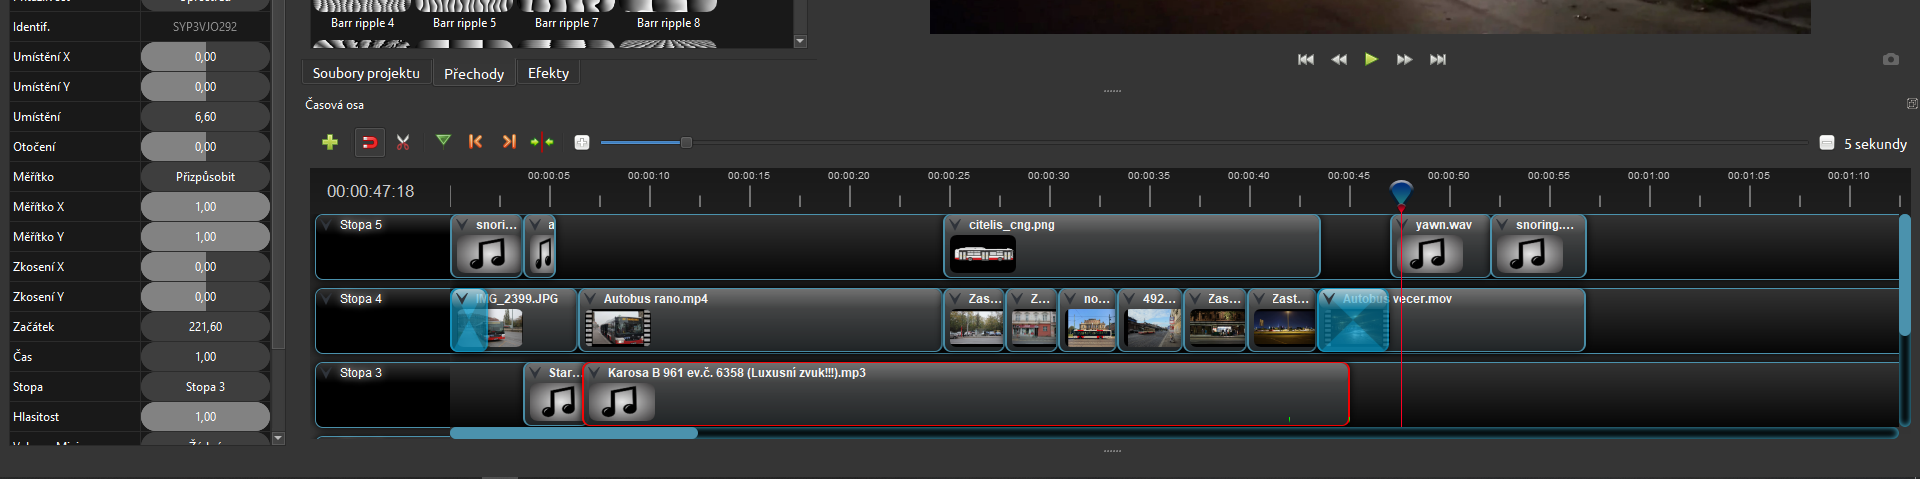 Identif. SYP3VJO292
Umístění X 0,00
Umístění Y 0,00
Umístění 6,60
Otočení 0,00
Měřítko Přizpůsobit
Měřítko X 1,00
Měřítko Y 1,00
Zkosení X 0,00
Zkosení Y 0,00
Začátek 221,60
Čas 1,00
Stopa Stopa 3
Hlasitost 1,00
Barr ripple 4 Barr ripple 5 Barr ripple 7 Barr ripple 8
Soubory projektu Přechody Efekty
Časová osa
5 sekundy
00:00:47:18
00:00:05 00:00:10 00:00:15 00:00:20 00:00:25 00:00:30 00:00:35 00:00:40 00:00:45 00:00:50 00:00:55 00:01:00 00:01:05 00:01:10
Stopa 5 snori... a citelis_cng.png yawn.wav snoring....
Stopa 4 IMG_2399.JPG Autobus rano.mp4 Zas... Z... no... 492... Zas... Zast... Autobus vecer.mov
Stopa 3 Star... Karosa B 961 ev.č. 6358 (Luxusní zvuk!!!).mp3